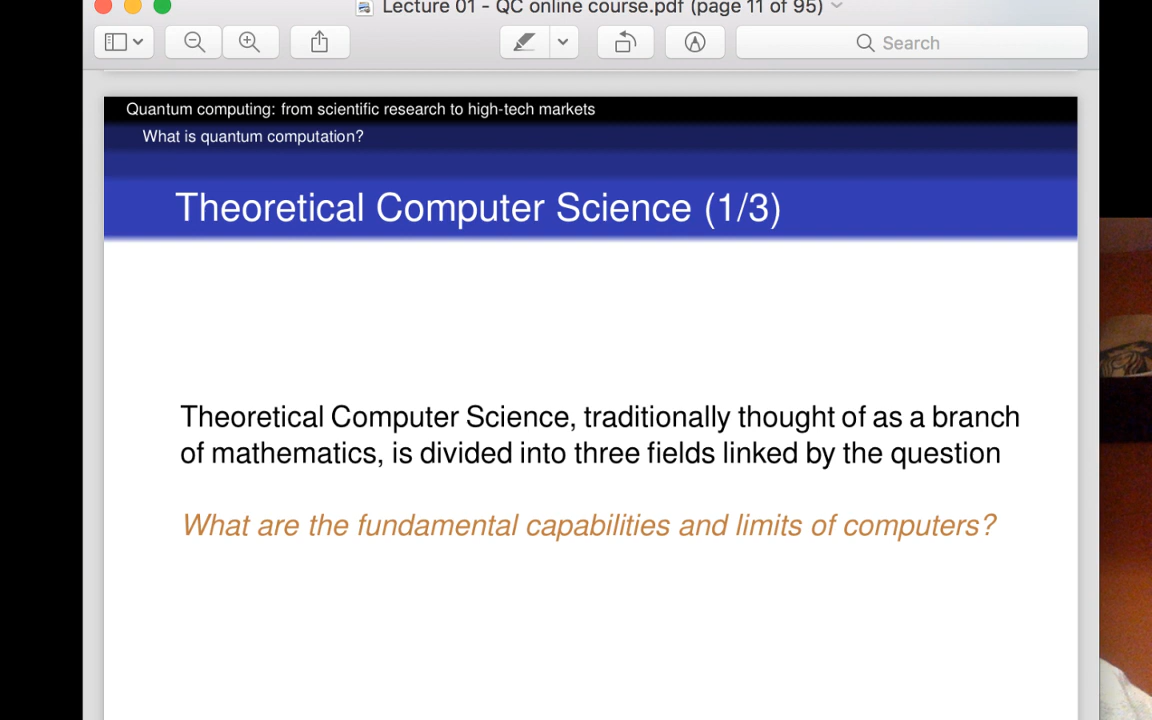 Lecture 01 - QC online course.pdf (page 11 of 95)
Search
Quantum computing: from scientific research to high-tech markets
What is quantum computation?
Theoretical Computer Science (1/3)
Theoretical Computer Science, traditionally thought of as a branch
of mathematics, is divided into three fields linked by the question
What are the fundamental capabilities and limits of computers?